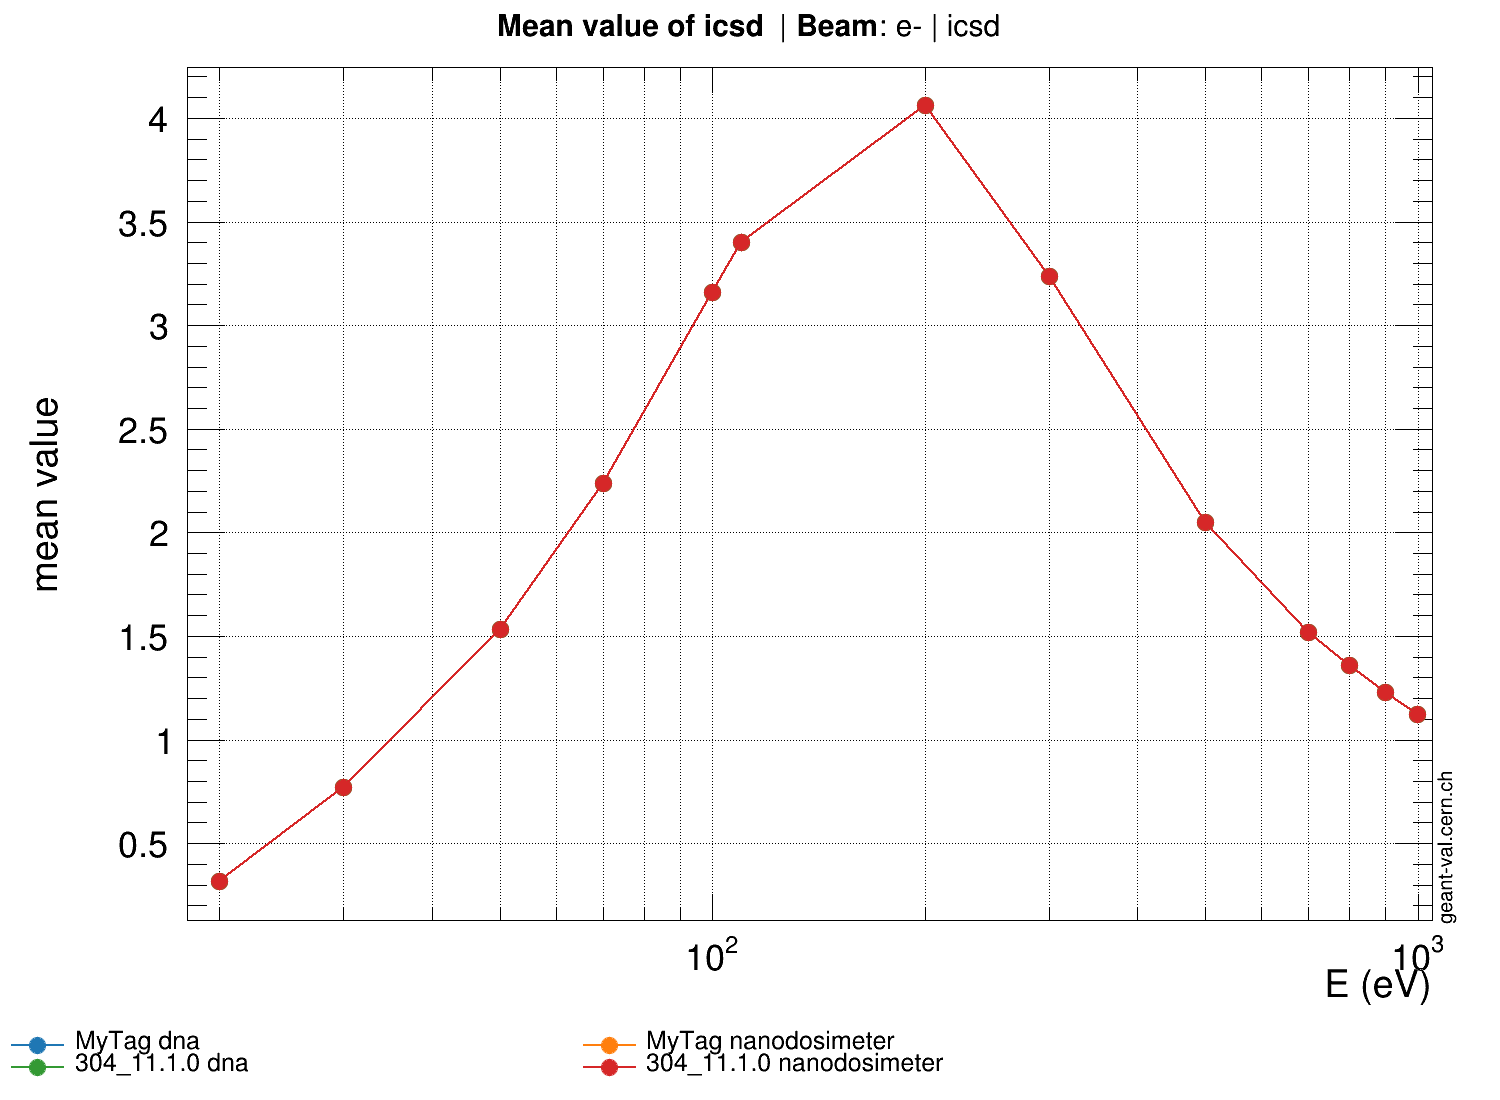 Mean value of icsd | Beam: e- | icsd
mean value
4
3.5
3
2.5
2
1.5
1
0.5
10²
10³
E (eV)
geant-val.cern.ch
MyTag dna
MyTag nanodosimeter
304_11.1.0 dna
304_11.1.0 nanodosimeter